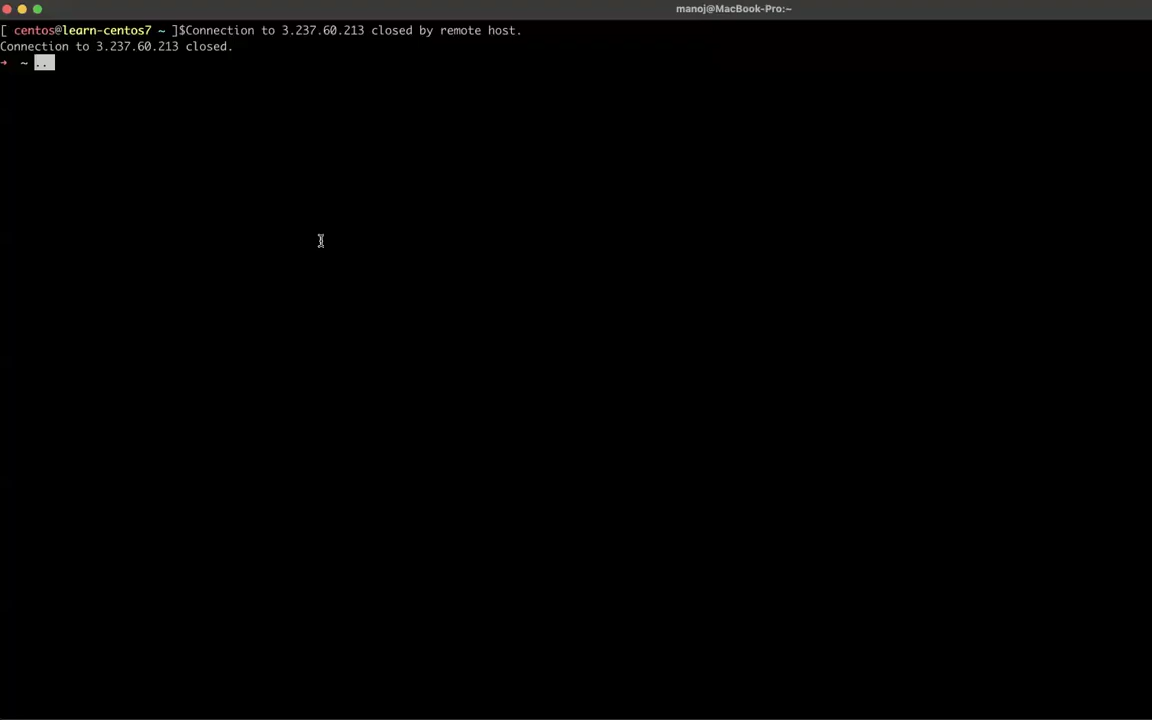 manoj@MacBook-Pro:~
[ centos@learn-centos7 ~ ]$Connection to 3.237.60.213 closed by remote host.
Connection to 3.237.60.213 closed.
→ ~ ..